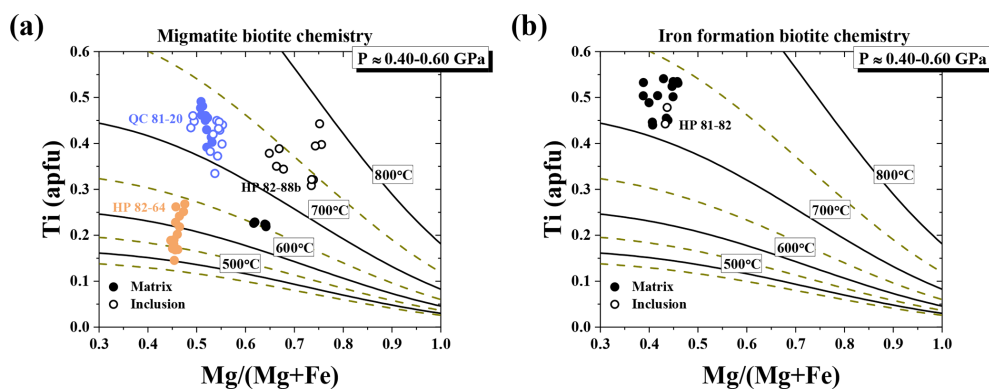 (a)
Migmatite biotite chemistry
P ≈ 0.40-0.60 GPa
Ti (apfu)
0.6
0.5
0.4
0.3
0.2
0.1
0.0
QC 81-20
HP 82-88b
HP 82-64
800°C
700°C
600°C
500°C
Matrix
Inclusion
0.3 0.4 0.5 0.6 0.7 0.8 0.9 1.0
Mg/(Mg+Fe)
(b)
Iron formation biotite chemistry
P ≈ 0.40-0.60 GPa
Ti (apfu)
0.6
0.5
0.4
0.3
0.2
0.1
0.0
HP 81-82
800°C
700°C
600°C
500°C
Matrix
Inclusion
0.3 0.4 0.5 0.6 0.7 0.8 0.9 1.0
Mg/(Mg+Fe)